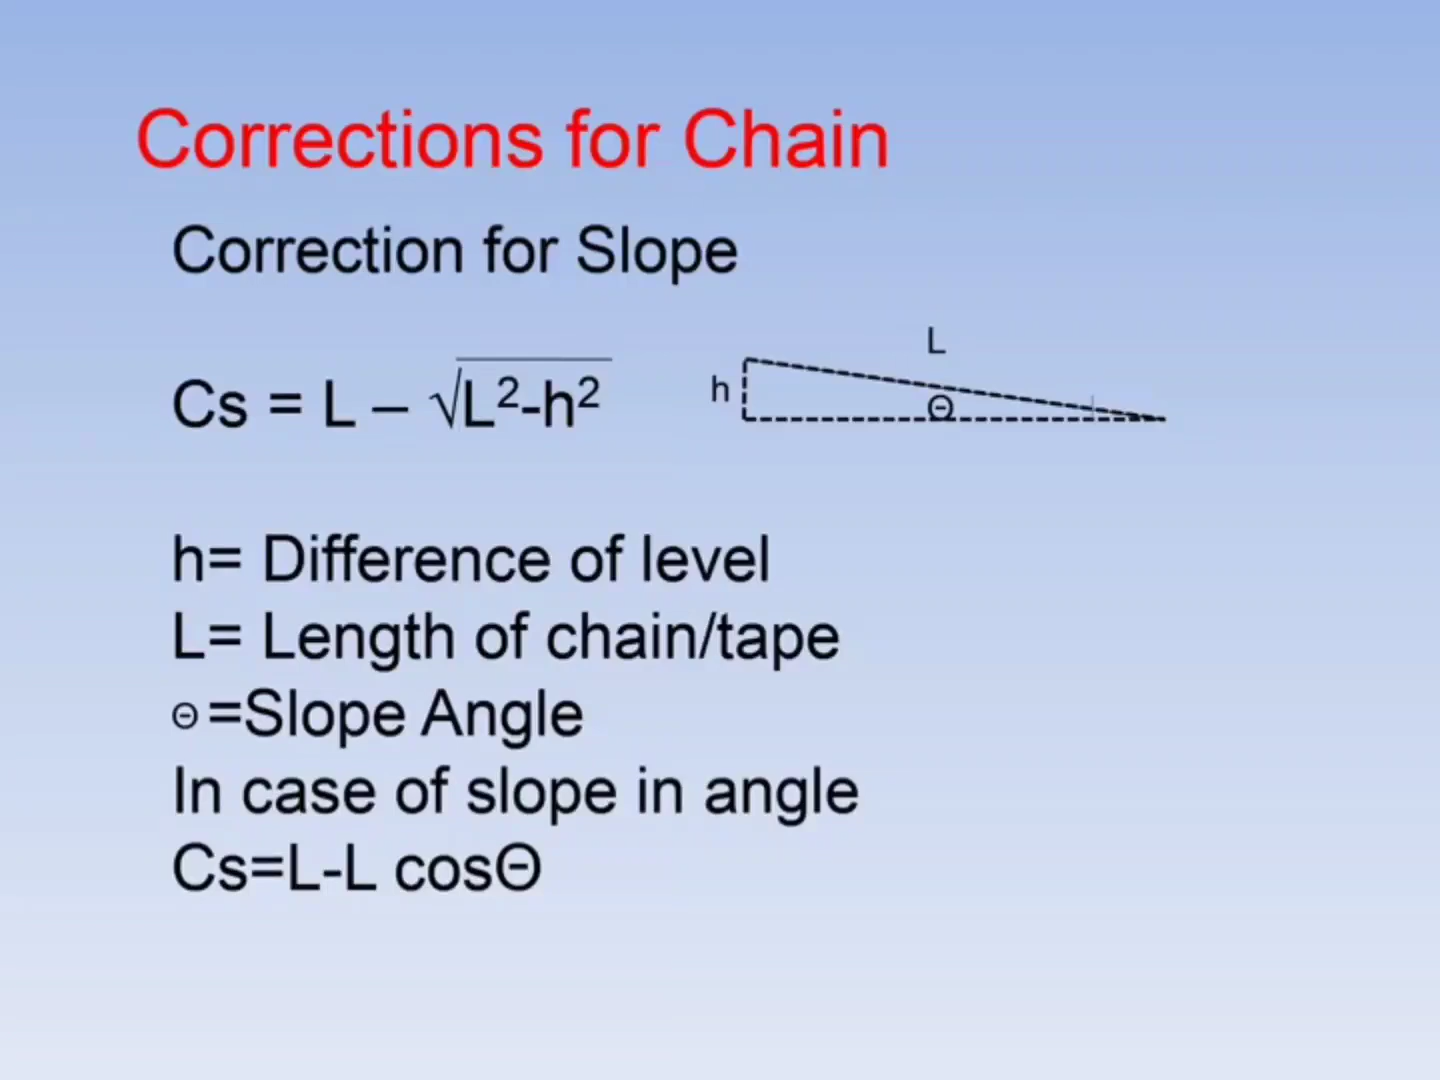 Corrections for Chain
Correction for Slope
Cs = L – √L²-h²
L
h
Θ
h= Difference of level
L= Length of chain/tape
Θ=Slope Angle
In case of slope in angle
Cs=L-L cosΘ